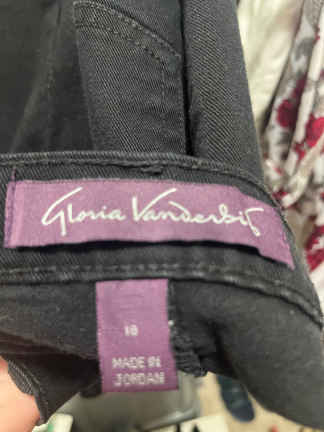 Gloria Vanderbilt
18
MADE IN
JORDAN